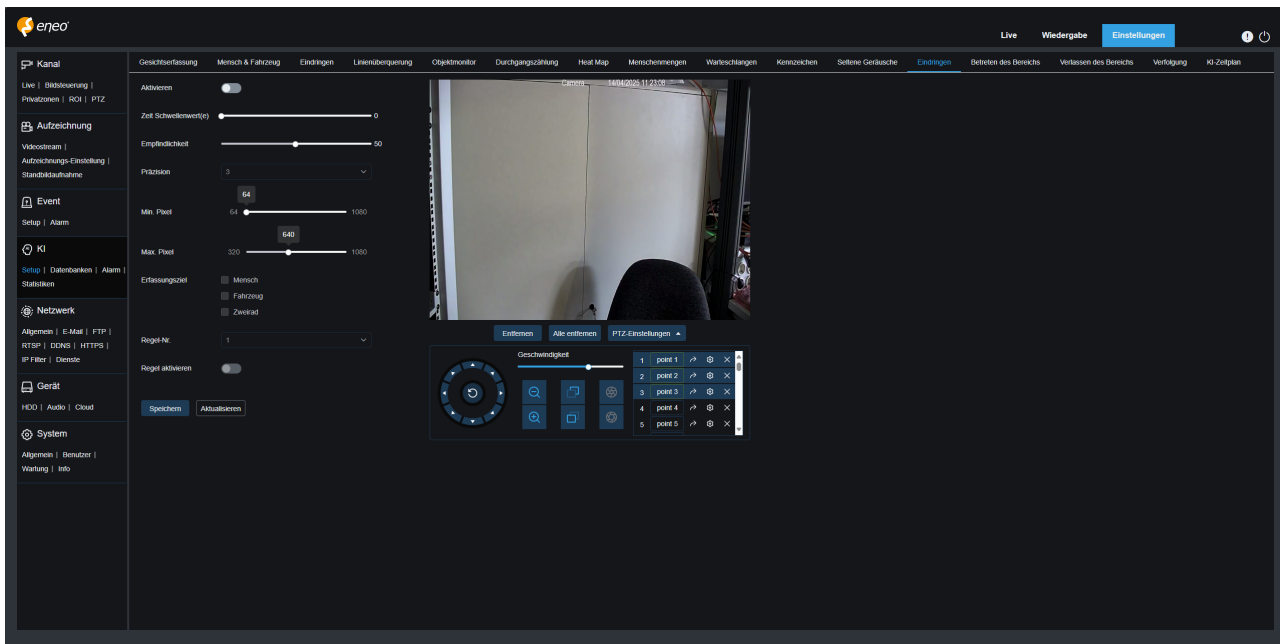 eneo
Live Wiedergabe Einstellungen
Kanal
Live | Bildsteuerung |
Privatzonen | ROI | PTZ
Aufzeichnung
Videostream |
Aufzeichnungs-Einstellung |
Standbildaufnahme
Event
Setup | Alarm
KI
Setup | Datenbanken | Alarm |
Statistiken
Netzwerk
Allgemein | E-Mail | FTP |
RTSP | DDNS | HTTPS |
IP Filter | Dienste
Gerät
HDD | Audio | Cloud
System
Allgemein | Benutzer |
Wartung | Info
Gesichtserfassung Mensch & Fahrzeug Eindringen Linienüberquerung Objektmonitor Durchgangszählung Heat Map Menschenmengen Warteschlangen Kennzeichen Seltene Geräusche Eindringen Betreten des Bereichs Verlassen des Bereichs Verfolgung KI-Zeitplan
Aktivieren
Zeit Schwellenwert(e) 0
Empfindlichkeit 50
Präzision 3
64
Min. Pixel 64 1080
640
Max. Pixel 320 1080
Erfassungsziel Mensch
Fahrzeug
Zweirad
Regel-Nr. 1
Regel aktivieren
Speichern Aktualisieren
Camera 14/04/2025 11:23:08
Entfernen Alle entfernen PTZ-Einstellungen
Geschwindigkeit
1 point 1
2 point 2
3 point 3
4 point 4
5 point 5